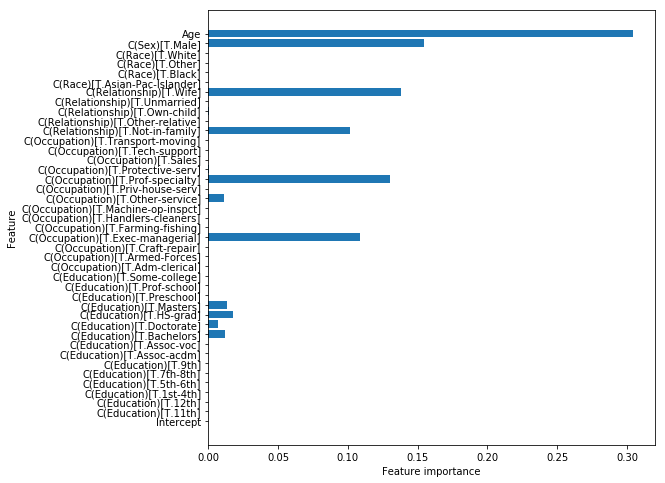 Age
C(Sex)[T.Male]
C(Race)[T.White]
C(Race)[T.Other]
C(Race)[T.Black]
C(Race)[T.Asian-Pac-Islander]
C(Relationship)[T.Wife]
C(Relationship)[T.Unmarried]
C(Relationship)[T.Own-child]
C(Relationship)[T.Other-relative]
C(Relationship)[T.Not-in-family]
C(Occupation)[T.Transport-moving]
C(Occupation)[T.Tech-support]
C(Occupation)[T.Sales]
C(Occupation)[T.Protective-serv]
C(Occupation)[T.Prof-specialty]
C(Occupation)[T.Priv-house-serv]
C(Occupation)[T.Other-service]
C(Occupation)[T.Machine-op-inspct]
C(Occupation)[T.Handlers-cleaners]
C(Occupation)[T.Farming-fishing]
C(Occupation)[T.Exec-managerial]
C(Occupation)[T.Craft-repair]
C(Occupation)[T.Armed-Forces]
C(Occupation)[T.Adm-clerical]
C(Education)[T.Some-college]
C(Education)[T.Prof-school]
C(Education)[T.Preschool]
C(Education)[T.Masters]
C(Education)[T.HS-grad]
C(Education)[T.Doctorate]
C(Education)[T.Bachelors]
C(Education)[T.Assoc-voc]
C(Education)[T.Assoc-acdm]
C(Education)[T.9th]
C(Education)[T.7th-8th]
C(Education)[T.5th-6th]
C(Education)[T.1st-4th]
C(Education)[T.12th]
C(Education)[T.11th]
Intercept
Feature
0.00 0.05 0.10 0.15 0.20 0.25 0.30
Feature importance